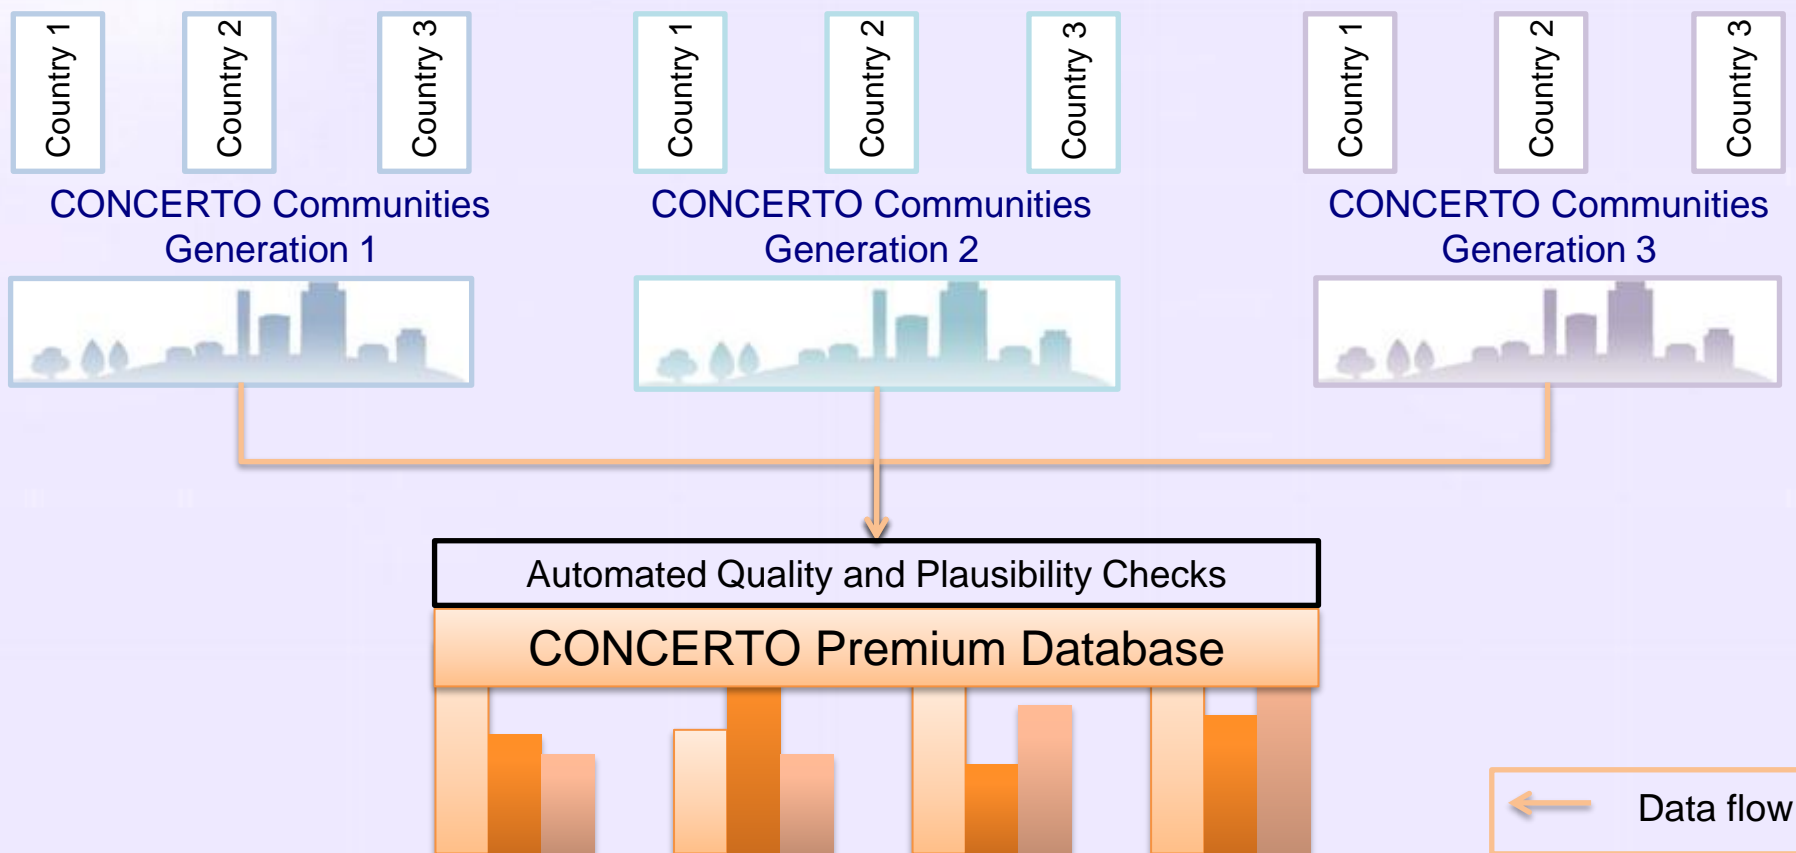 Country 1
Country 2
Country 3
Country 1
Country 2
Country 3
Country 1
Country 2
Country 3
CONCERTO Communities
Generation 1
CONCERTO Communities
Generation 2
CONCERTO Communities
Generation 3
Automated Quality and Plausibility Checks
CONCERTO Premium Database
Data flow